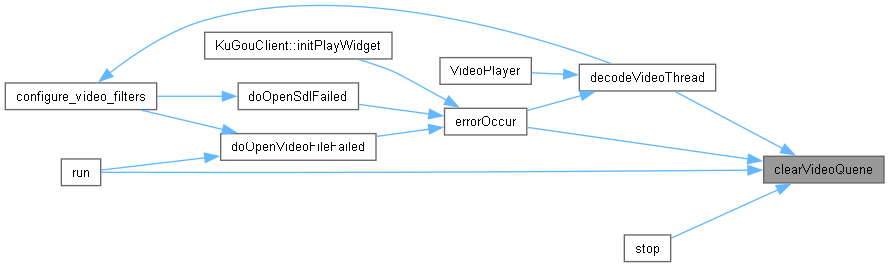 KuGouClient::initPlayWidget
VideoPlayer
decodeVideoThread
configure_video_filters
doOpenSdlFailed
errorOccur
doOpenVideoFileFailed
run
clearVideoQuene
stop